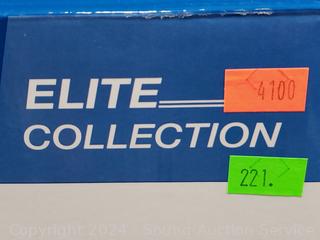 ELITE
4100
COLLECTION
221.
Copyright 2024 - Sound Auction Service